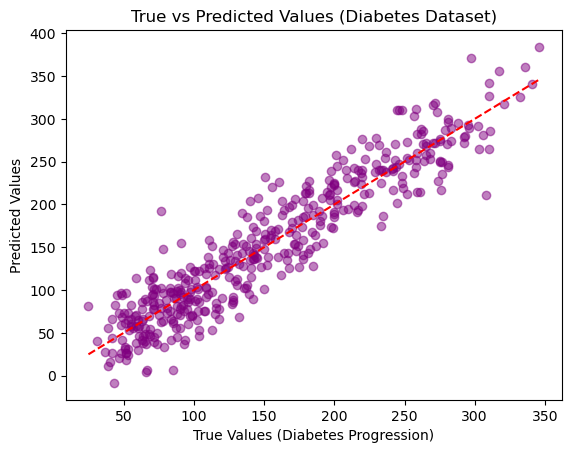 True vs Predicted Values (Diabetes Dataset)
400
350
300
250
200
150
100
50
0
Predicted Values
50 100 150 200 250 300 350
True Values (Diabetes Progression)